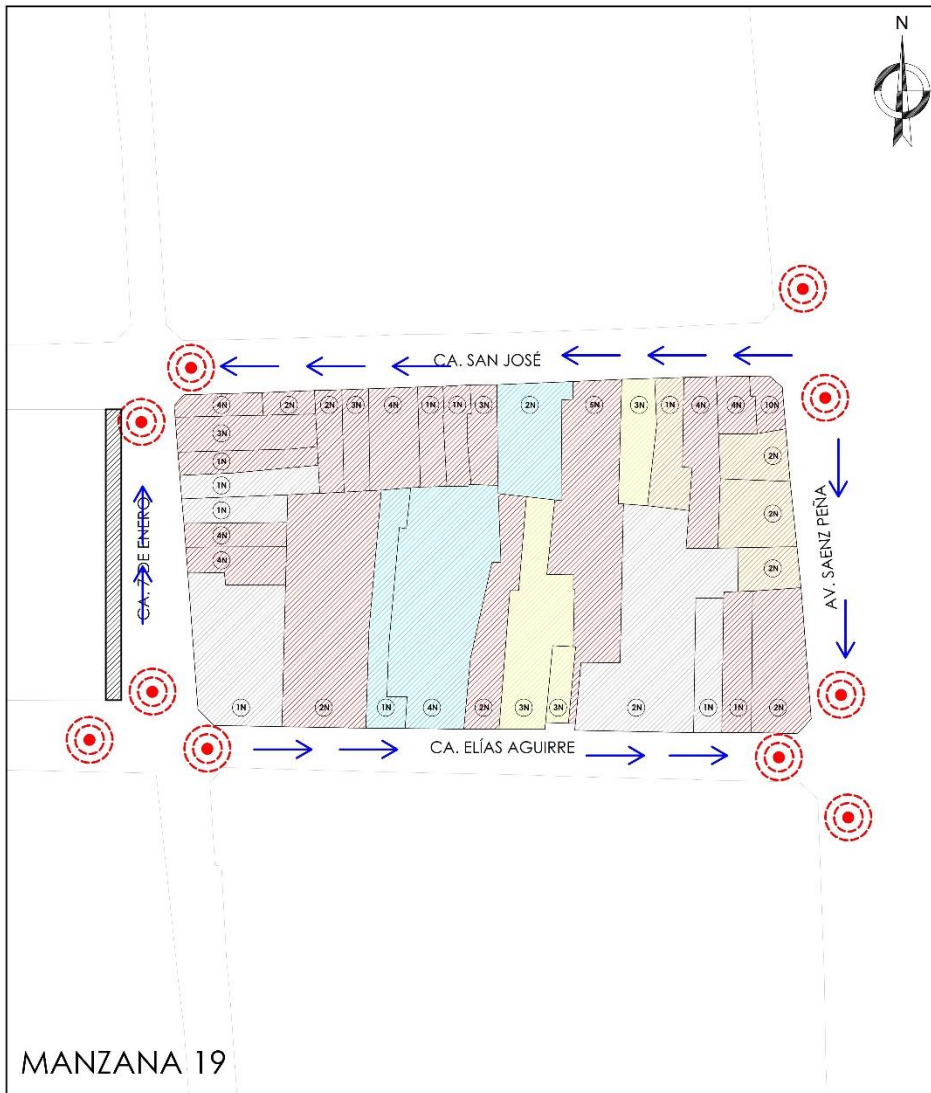 N
CA. SAN JOSÉ
4N
2N
2N
3N
4N
1N
1N
3N
2N
5N
3N
1N
4N
4N
10N
3N
1N
1N
1N
4N
4N
2N
2N
2N
CA. 7 DE ENERO
AV. SAENZ PEÑA
1N
2N
1N
4N
2N
3N
3N
2N
1N
1N
2N
CA. ELÍAS AGUIRRE
MANZANA 19